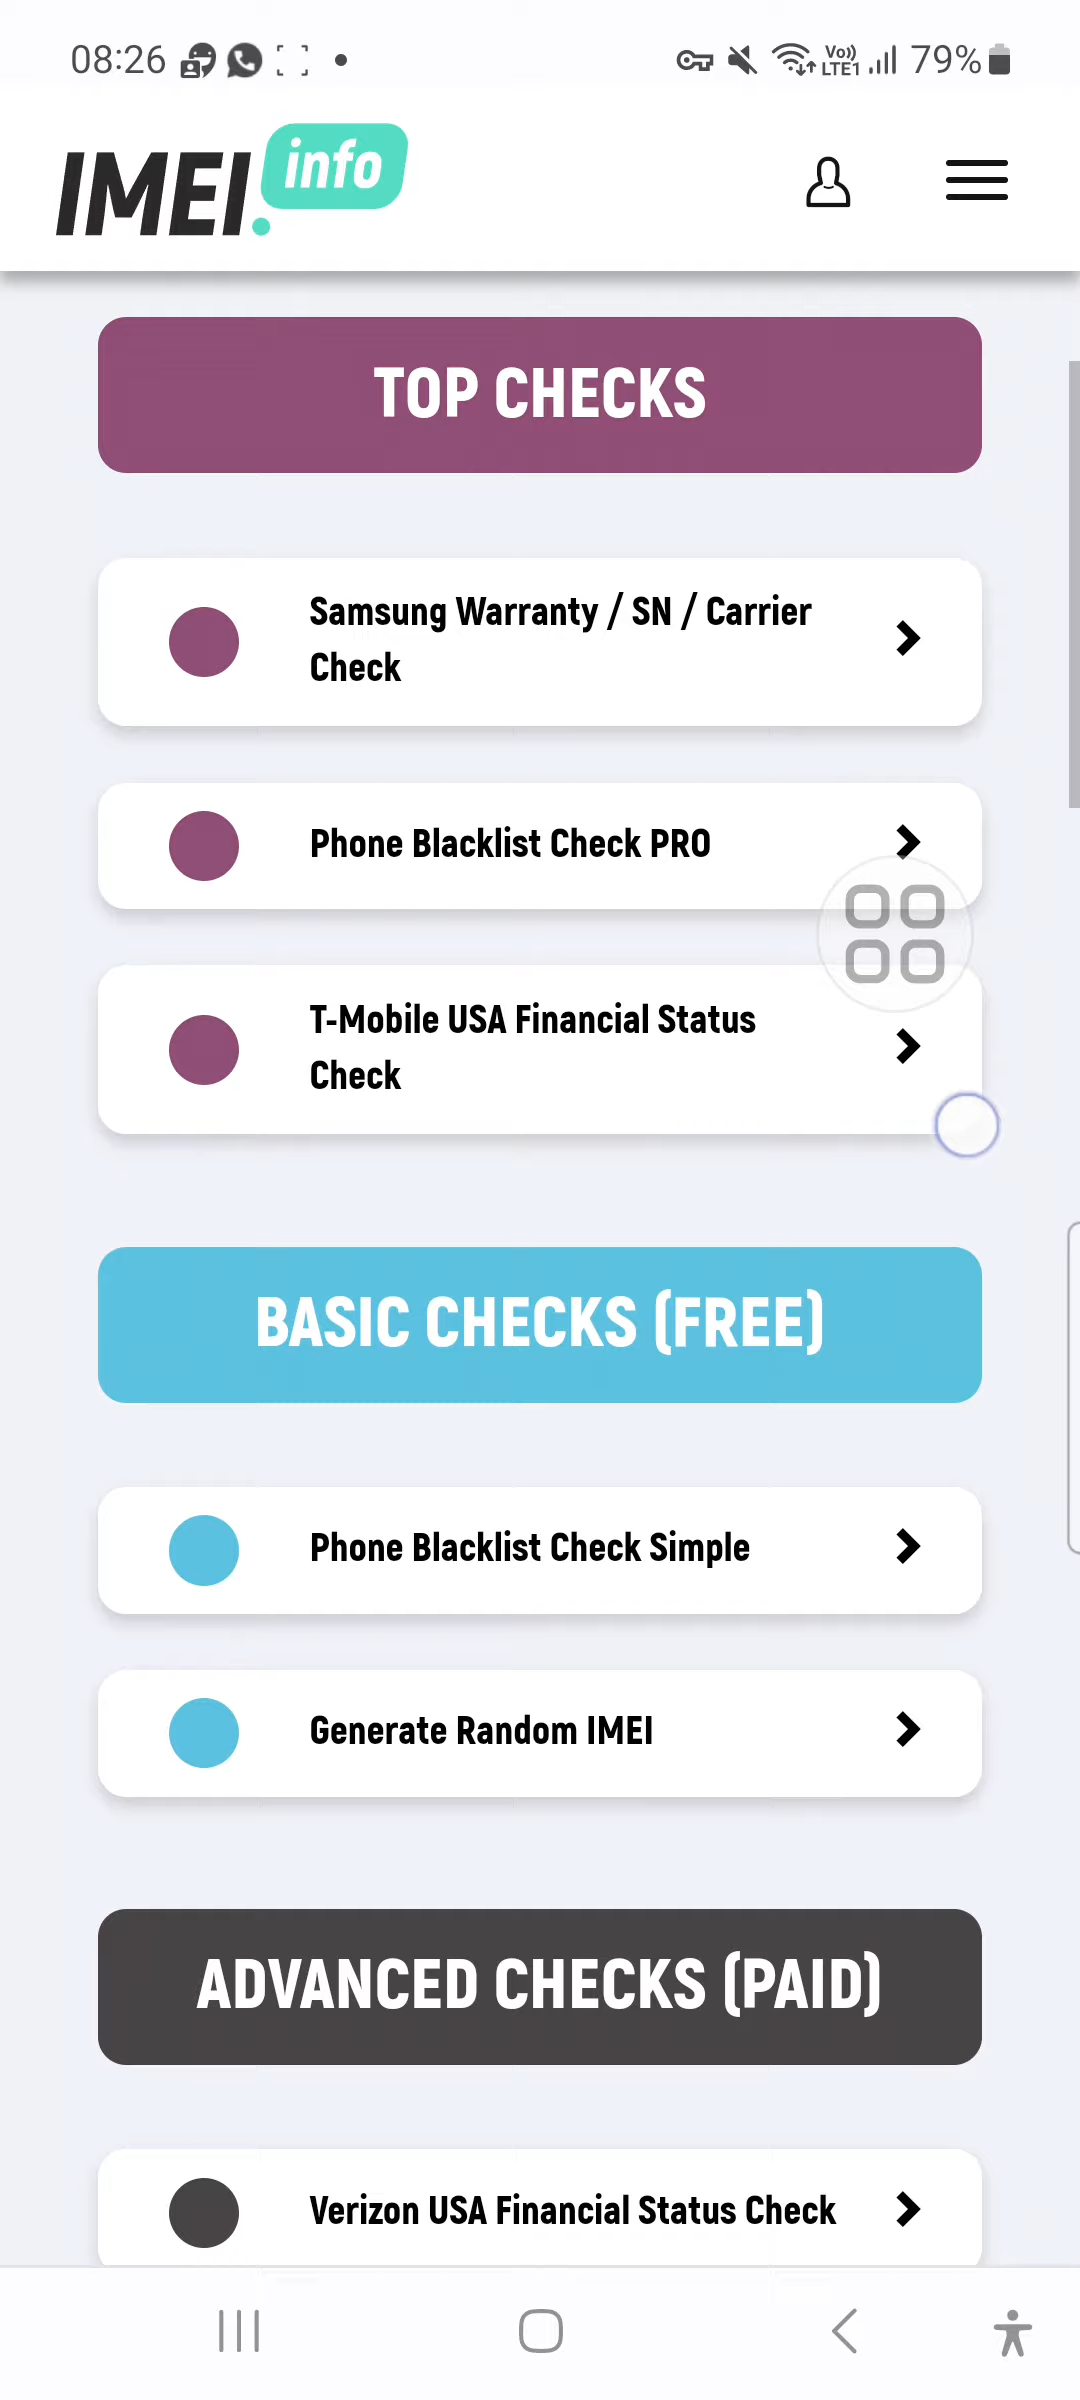 08:26
Vo)) LTE1 79%
IMEI.info
TOP CHECKS
Samsung Warranty / SN / Carrier
Check
Phone Blacklist Check PRO
T-Mobile USA Financial Status
Check
BASIC CHECKS (FREE)
Phone Blacklist Check Simple
Generate Random IMEI
ADVANCED CHECKS (PAID)
Verizon USA Financial Status Check